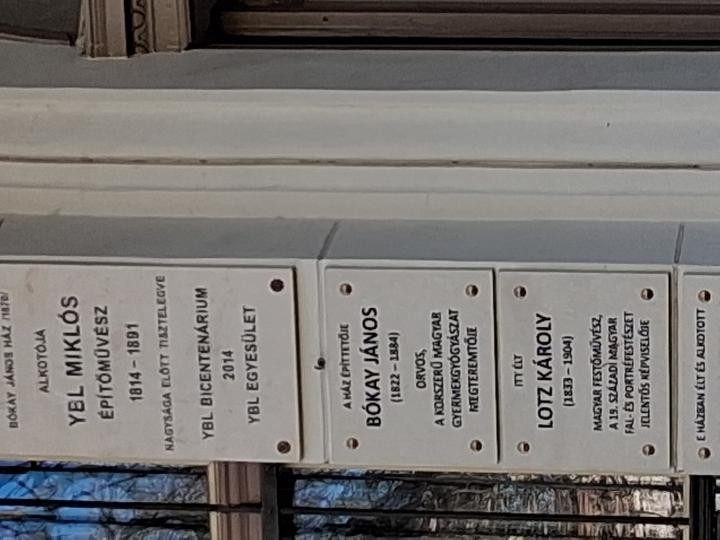 BÓKAY JÁNOS HÁZ /1870/
ALKOTÓJA
YBL MIKLÓS
ÉPÍTŐMŰVÉSZ
1814 – 1891
NAGYSÁGA ELŐTT TISZTELEGVE
YBL BICENTENÁRIUM
2014
YBL EGYESÜLET
A HÁZ ÉPÍTTETŐJE
BÓKAY JÁNOS
(1822 – 1884)
ORVOS,
A KORSZERŰ MAGYAR
GYERMEKGYÓGYÁSZAT
MEGTEREMTŐJE
ITT ÉLT
LOTZ KÁROLY
(1833 – 1904)
MAGYAR FESTŐMŰVÉSZ,
A 19. SZÁZADI MAGYAR
FAL- ÉS PORTRÉFESTÉSZET
JELENTŐS KÉPVISELŐJE
E HÁZBAN ÉLT ÉS ALKOTOTT